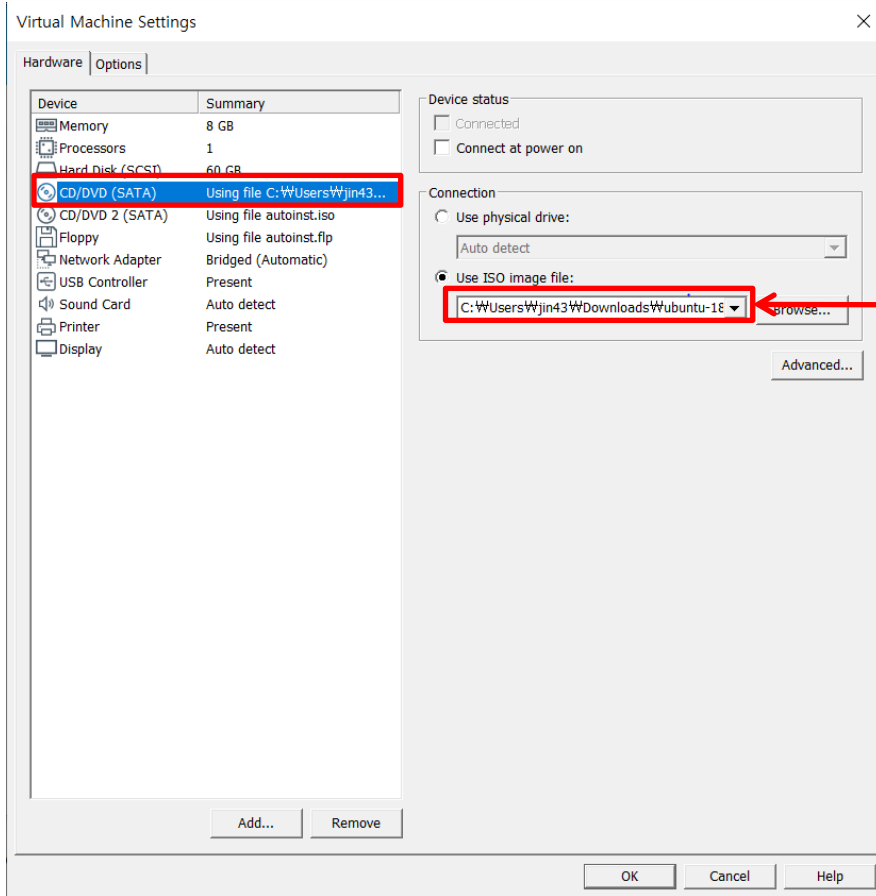 Virtual Machine Settings
Hardware Options
Device Summary
Memory 8 GB
Processors 1
Hard Disk (SCSI) 60 GB
CD/DVD (SATA) Using file C:₩Users₩jin43...
CD/DVD 2 (SATA) Using file autoinst.iso
Floppy Using file autoinst.flp
Network Adapter Bridged (Automatic)
USB Controller Present
Sound Card Auto detect
Printer Present
Display Auto detect
Add... Remove
Device status
Connected
Connect at power on
Connection
Use physical drive:
Auto detect
Use ISO image file:
C:₩Users₩jin43₩Downloads₩ubuntu-18 Browse...
Advanced...
OK Cancel Help